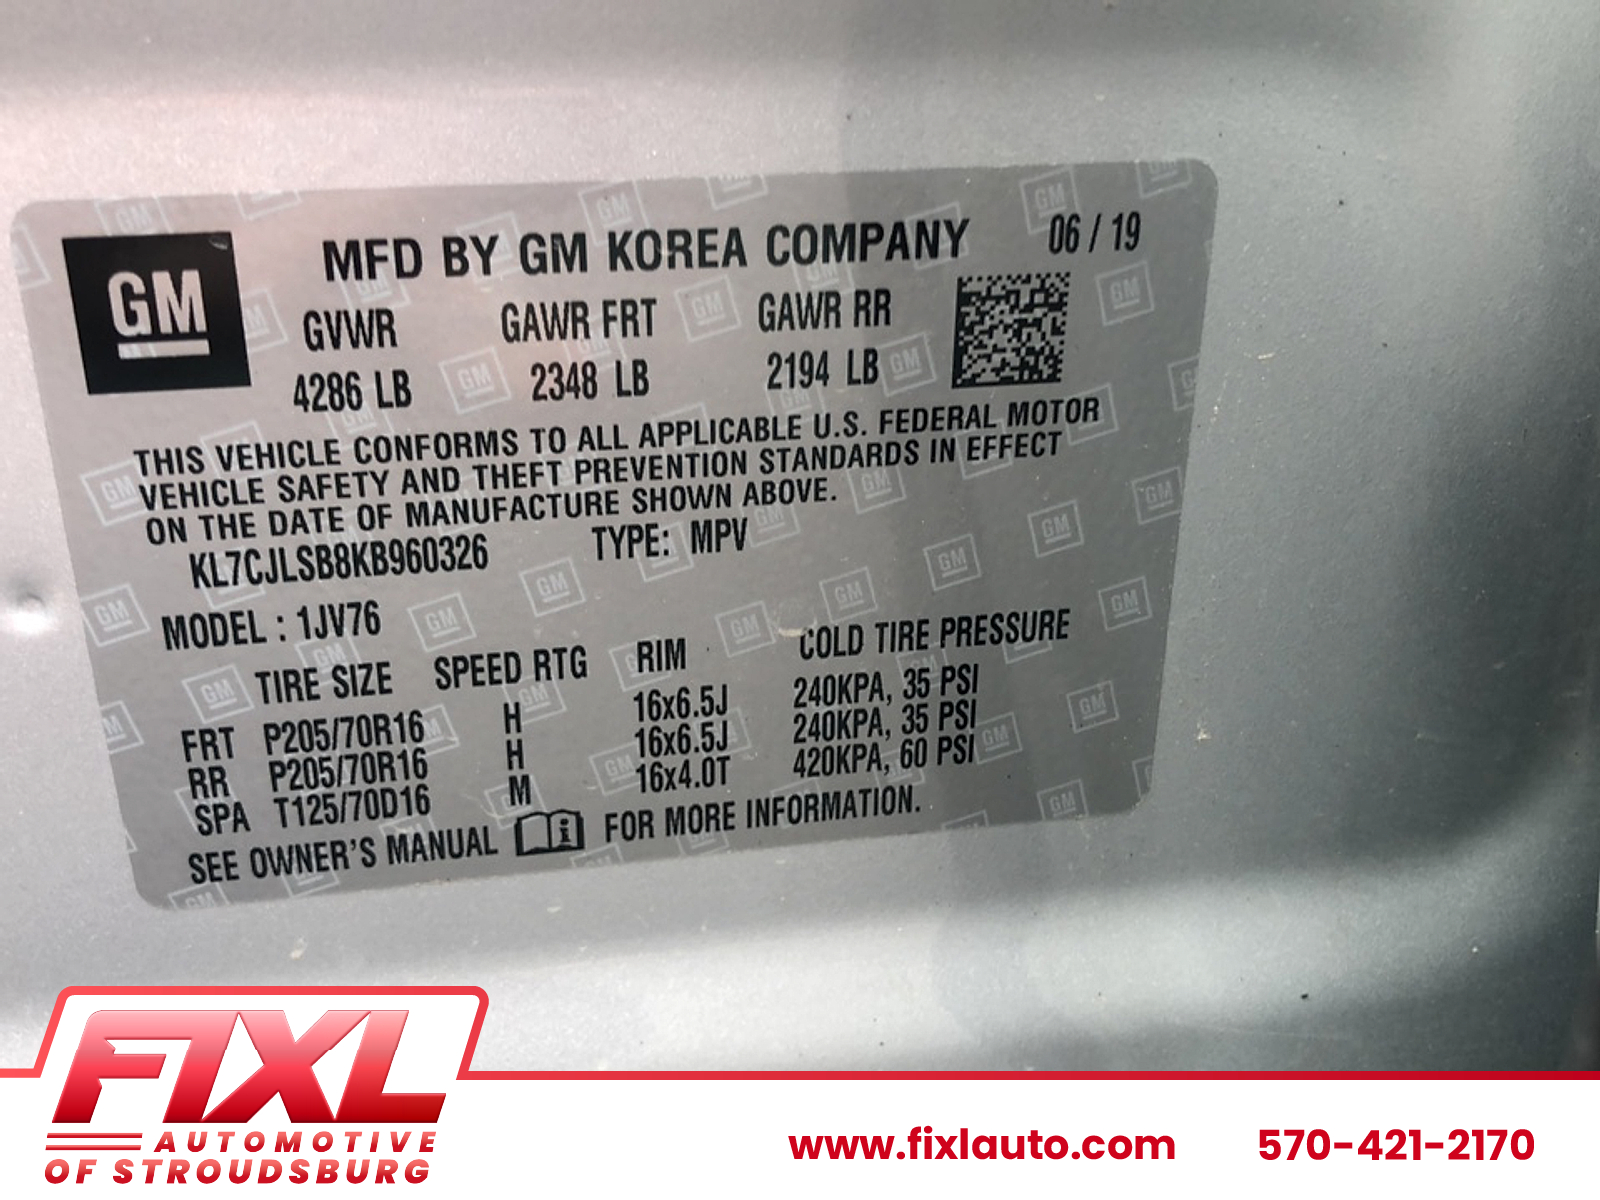 GM
MFD BY GM KOREA COMPANY 06 / 19
GVWR GAWR FRT GAWR RR
4286 LB 2348 LB 2194 LB
THIS VEHICLE CONFORMS TO ALL APPLICABLE U.S. FEDERAL MOTOR
VEHICLE SAFETY AND THEFT PREVENTION STANDARDS IN EFFECT
ON THE DATE OF MANUFACTURE SHOWN ABOVE.
KL7CJLSB8KB960326 TYPE: MPV
MODEL : 1JV76
TIRE SIZE SPEED RTG RIM COLD TIRE PRESSURE
FRT P205/70R16 H 16x6.5J 240KPA, 35 PSI
RR P205/70R16 H 16x6.5J 240KPA, 35 PSI
SPA T125/70D16 M 16x4.0T 420KPA, 60 PSI
SEE OWNER'S MANUAL FOR MORE INFORMATION.
FIXL
AUTOMOTIVE
OF STROUDSBURG
www.fixlauto.com 570-421-2170